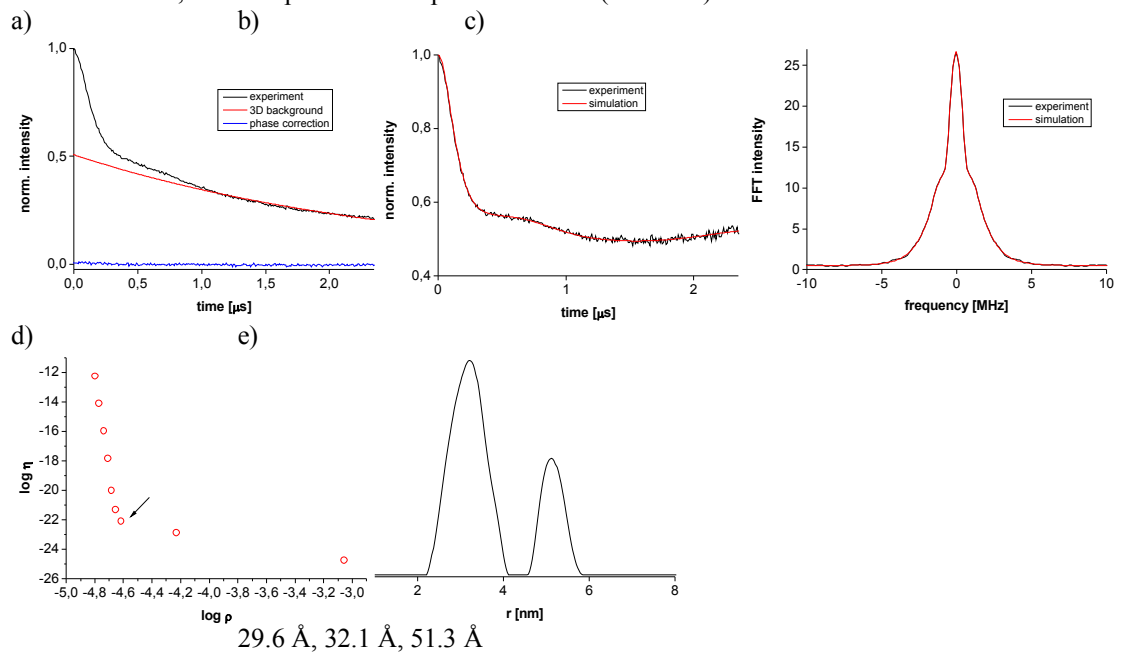 a) b) c)
1,0
0,5
0,0
norm. intensity
experiment
3D background
phase correction
0,0 0,5 1,0 1,5 2,0
time [µs]
1,0
0,8
0,6
0,4
norm. intensity
experiment
simulation
0 1 2
time [µs]
25
20
15
10
5
0
FFT intensity
experiment
simulation
-10 -5 0 5 10
frequency [MHz]
d) e)
-12
-14
-16
-18
-20
-22
-24
-26
log η
-5,0 -4,8 -4,6 -4,4 -4,2 -4,0 -3,8 -3,6 -3,4 -3,2 -3,0
log ρ
2 4 6 8
r [nm]
29.6 Å, 32.1 Å, 51.3 Å